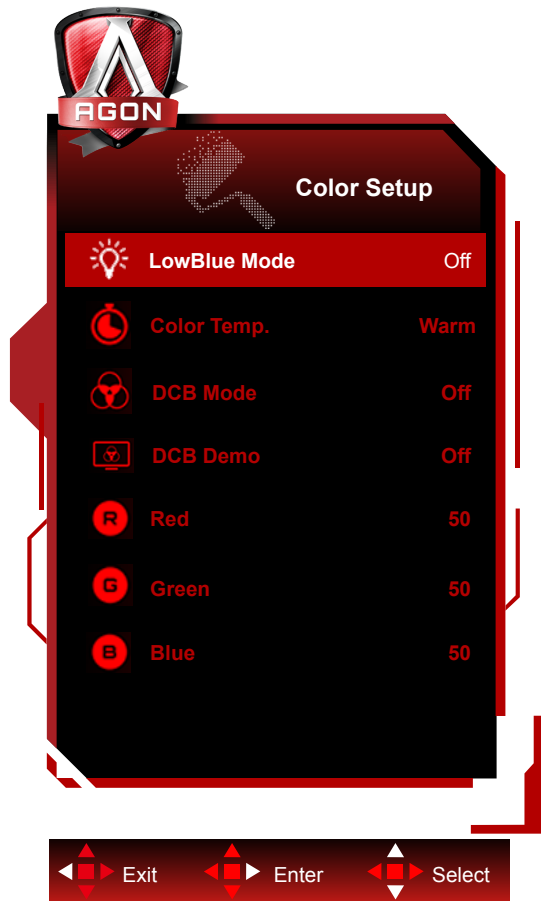 AGON
Color Setup
LowBlue Mode Off
Color Temp. Warm
DCB Mode Off
DCB Demo Off
R Red 50
G Green 50
B Blue 50
Exit Enter Select